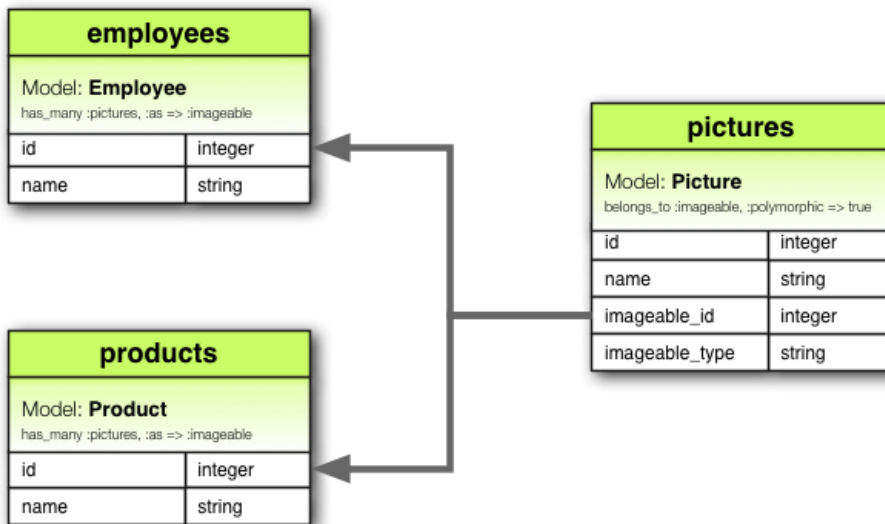 employees
Model: Employee
has_many :pictures, :as => :imageable
id integer
name string
products
Model: Product
has_many :pictures, :as => :imageable
id integer
name string
pictures
Model: Picture
belongs_to :imageable, :polymorphic => true
id integer
name string
imageable_id integer
imageable_type string